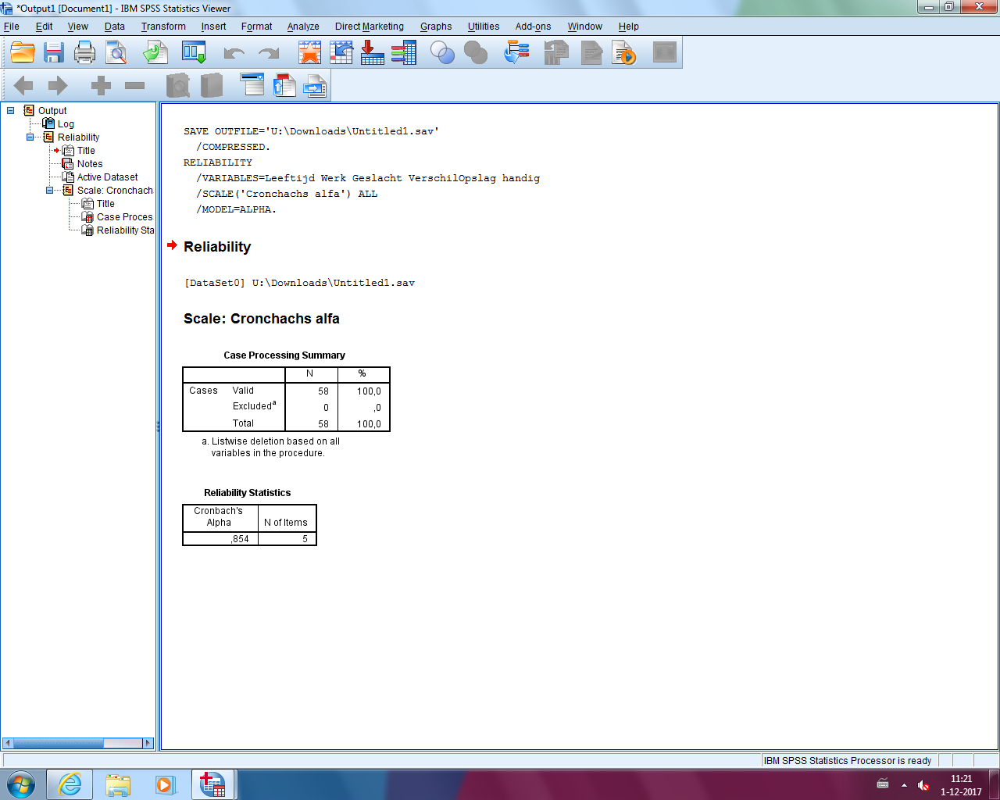 *Output1 [Document1] - IBM SPSS Statistics Viewer
File Edit View Data Transform Insert Format Analyze Direct Marketing Graphs Utilities Add-ons Window Help
Output
Log
Reliability
Title
Notes
Active Dataset
Scale: Cronchach
Title
Case Proces
Reliability Sta
SAVE OUTFILE='U:\Downloads\Untitled1.sav'
/COMPRESSED.
RELIABILITY
/VARIABLES=Leeftijd Werk Geslacht VerschilOpslag handig
/SCALE('Cronchachs alfa') ALL
/MODEL=ALPHA.
Reliability
[DataSet0] U:\Downloads\Untitled1.sav
Scale: Cronchachs alfa
Case Processing Summary
N %
Cases Valid 58 100,0
Excludedᵃ 0 ,0
Total 58 100,0
a. Listwise deletion based on all
variables in the procedure.
Reliability Statistics
Cronbach's
Alpha N of Items
,854 5
IBM SPSS Statistics Processor is ready
11:21
1-12-2017